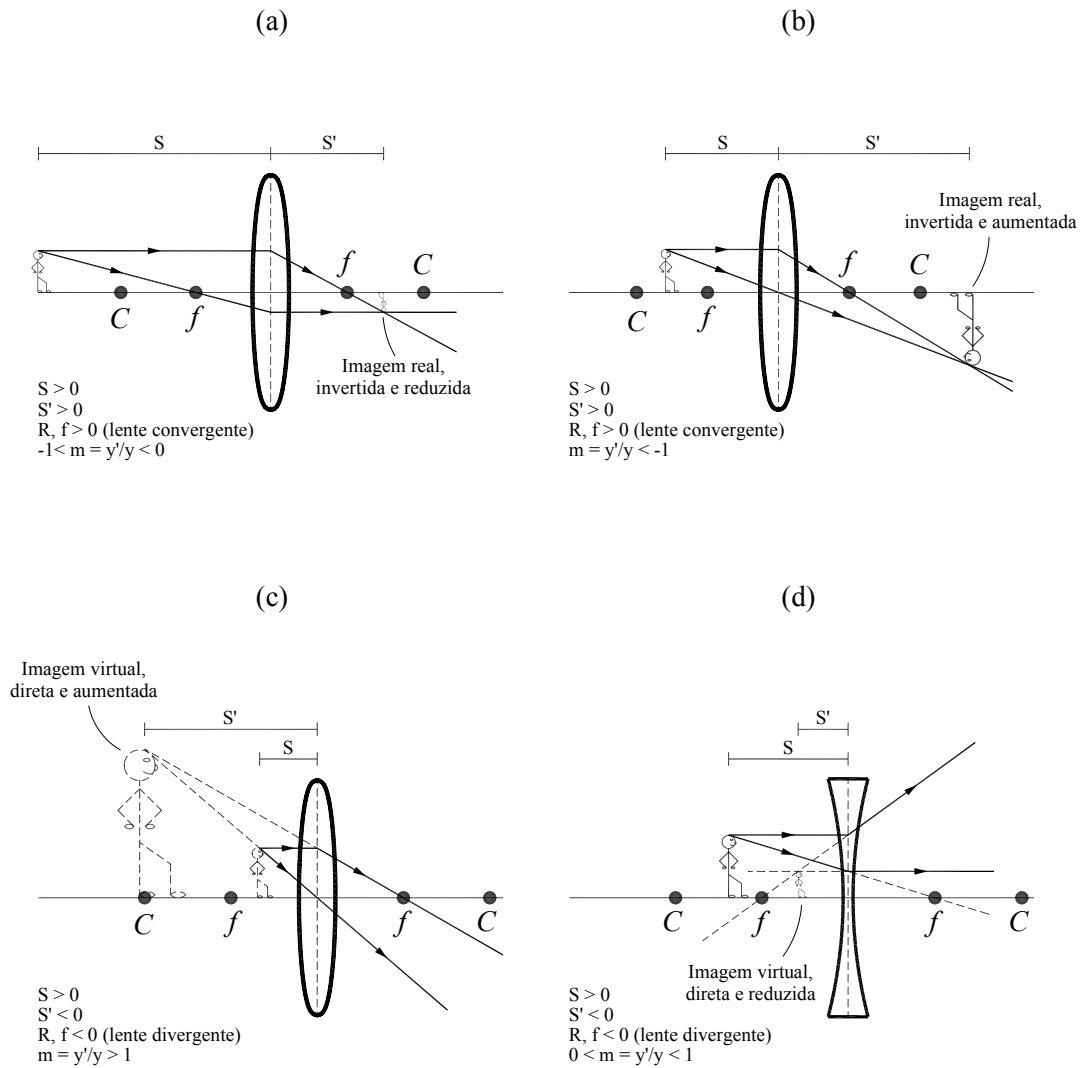 (a)
S
S'
C
f
f
C
Imagem real,
invertida e reduzida
S > 0
S' > 0
R, f > 0 (lente convergente)
-1< m = y'/y < 0
(b)
S
S'
Imagem real,
invertida e aumentada
C
f
f
C
S > 0
S' > 0
R, f > 0 (lente convergente)
m = y'/y < -1
(c)
Imagem virtual,
direta e aumentada
S'
S
C
f
f
C
S > 0
S' < 0
R, f < 0 (lente divergente)
m = y'/y > 1
(d)
S'
S
C
f
f
C
Imagem virtual,
direta e reduzida
S > 0
S' < 0
R, f < 0 (lente divergente)
0 < m = y'/y < 1